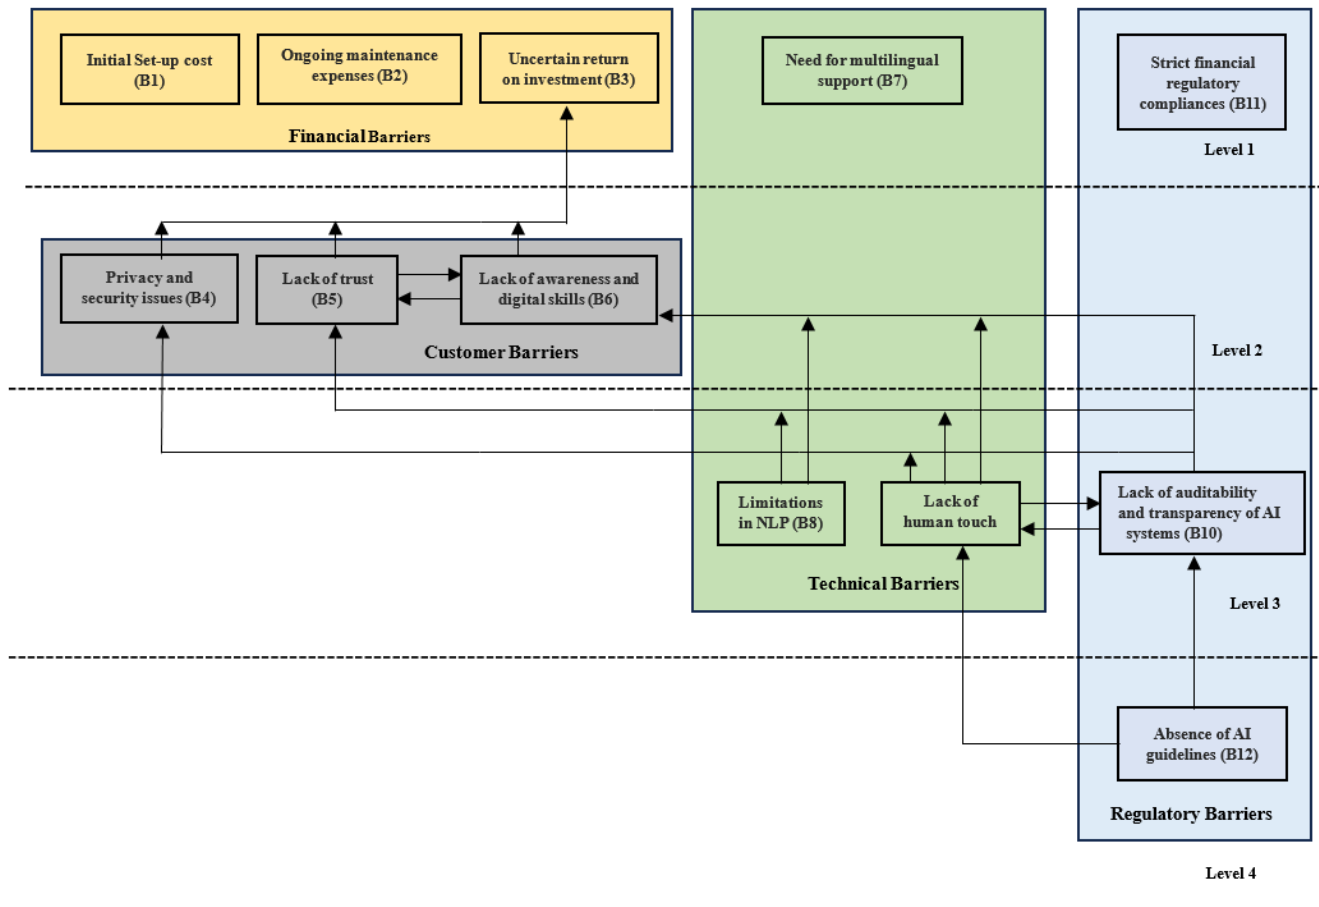 Initial Set-up cost
(B1)
Ongoing maintenance
expenses (B2)
Uncertain return
on investment (B3)
Financial Barriers
Need for multilingual
support (B7)
Strict financial
regulatory
compliances (B11)
Level 1
Privacy and
security issues (B4)
Lack of trust
(B5)
Lack of awareness and
digital skills (B6)
Customer Barriers
Level 2
Limitations
in NLP (B8)
Lack of
human touch
Technical Barriers
Lack of auditability
and transparency of AI
systems (B10)
Level 3
Absence of AI
guidelines (B12)
Regulatory Barriers
Level 4